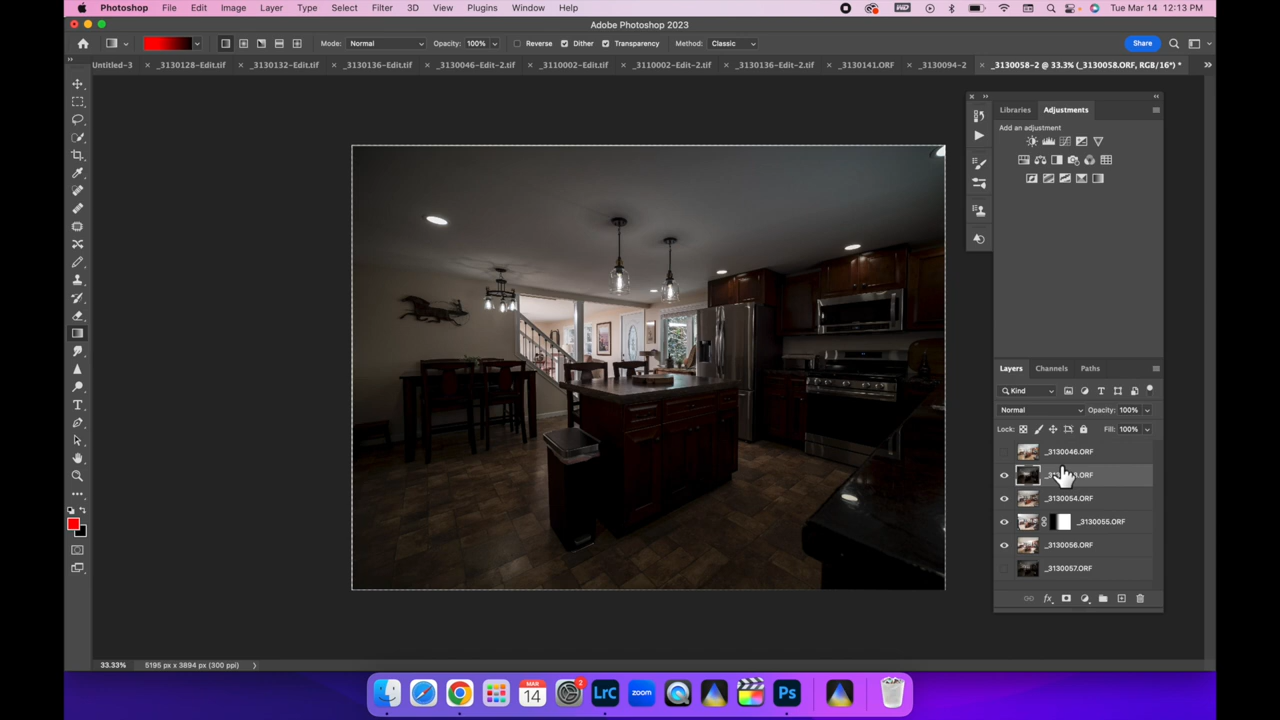 Photoshop File Edit Image Layer Type Select Filter 3D View Plugins Window Help Tue Mar 14 12:13 PM
Adobe Photoshop 2023
Mode: Normal Opacity: 100% Reverse Dither Transparency Method: Classic Share
Untitled-3 × _3130128-Edit.tif × _3130132-Edit.tif × _3130136-Edit.tif × _3130046-Edit-2.tif × _3110002-Edit.tif × _3110002-Edit-2.tif × _3130136-Edit-2.tif × _3130141.ORF × _3130094-2 × _3130058-2 @ 33.3% (_3130058.ORF, RGB/16*) *
Libraries Adjustments
Add an adjustment
Layers Channels Paths
Kind
Normal Opacity: 100%
Lock: Fill: 100%
_3130046.ORF
_3130054.ORF
_3130055.ORF
_3130056.ORF
_3130057.ORF
fx
33.33% 5195 px x 3894 px (300 ppi)
MAR
14
2
LrC
zoom
Ps